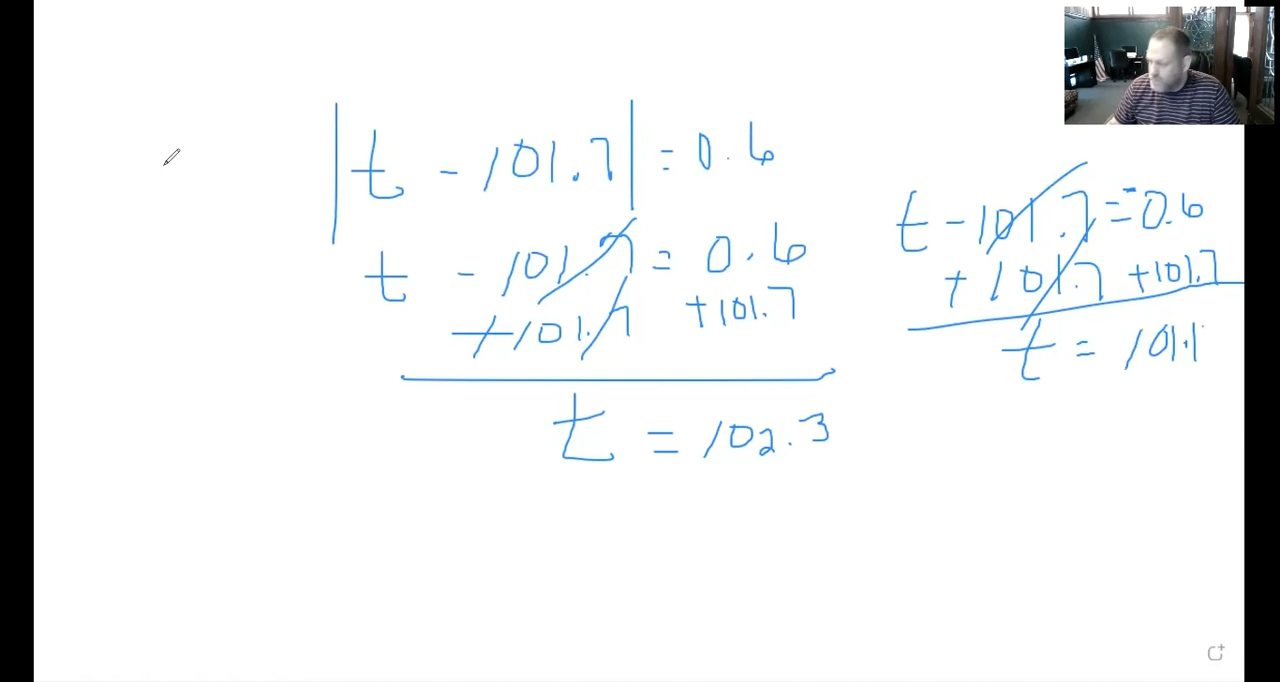 |t - 101.7| = 0.6
t - 101.7 = 0.6
+101.7 +101.7
t = 102.3
t - 101.7 = -0.6
+ 101.7 +101.7
t = 101.1